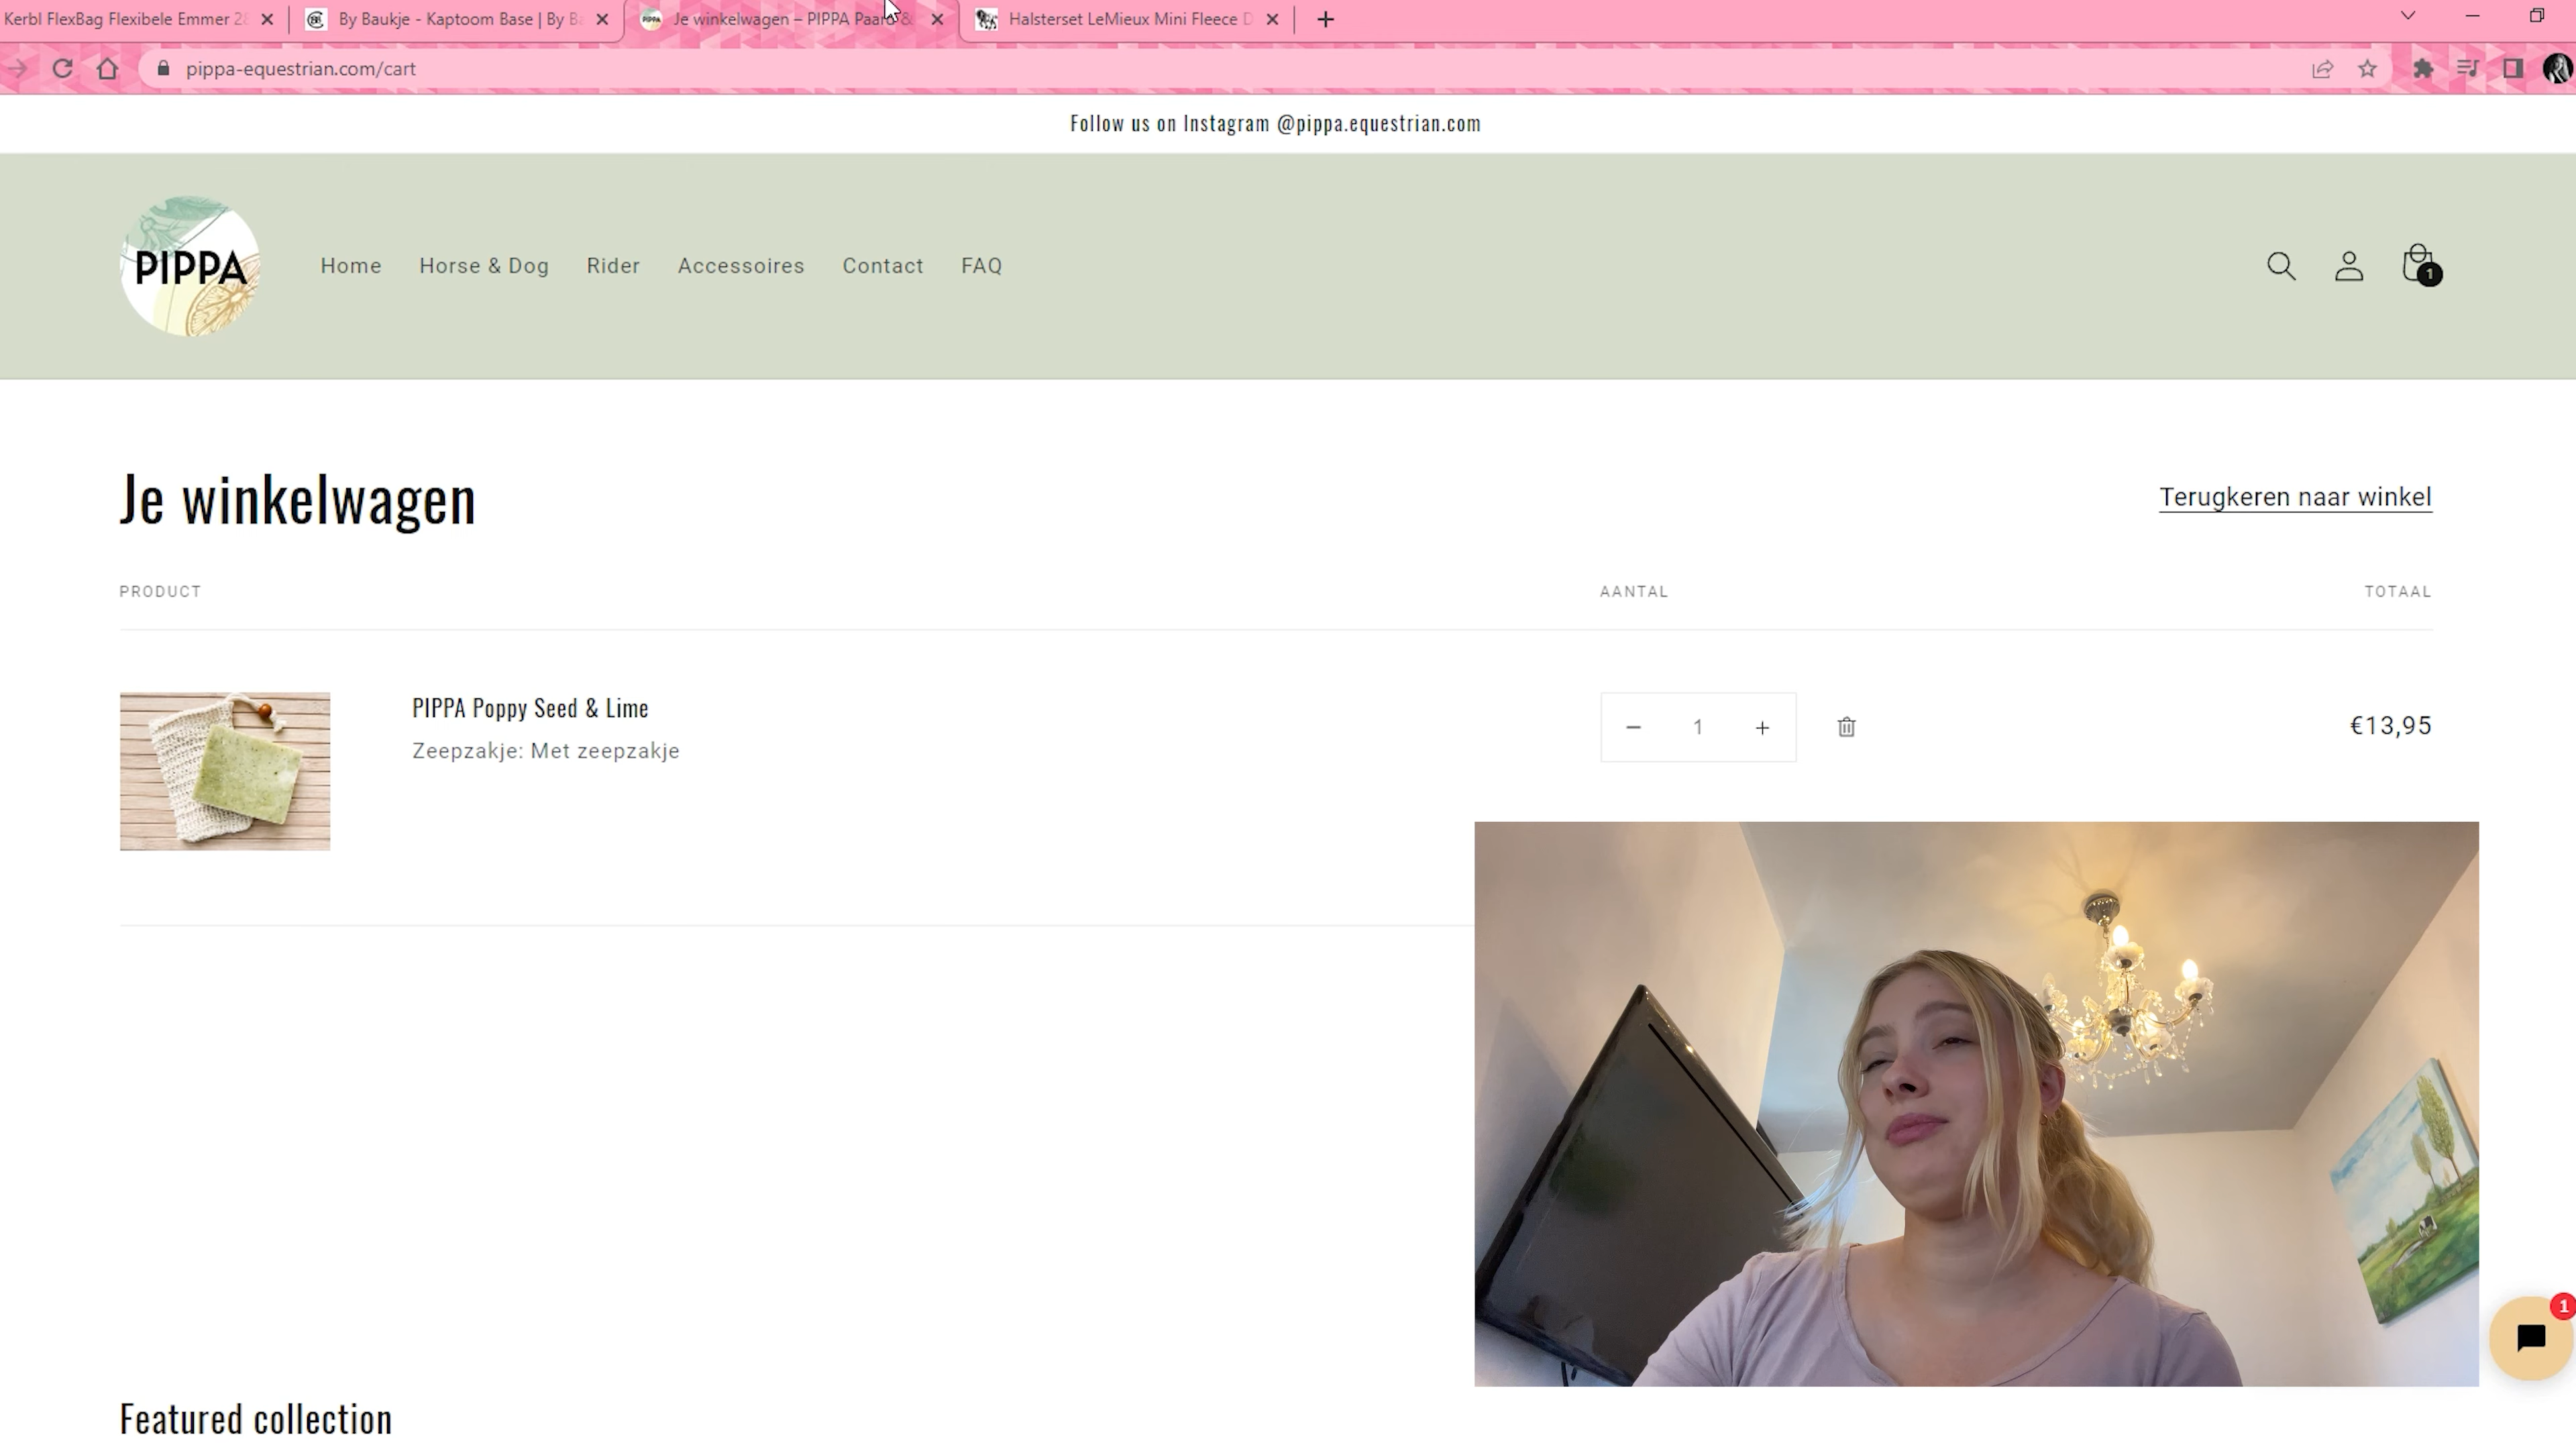 Kerbl FlexBag Flexibele Emmer 28
By Baukje - Kaptoom Base | By Ba
Je winkelwagen – PIPPA Paard &
Halsterset LeMieux Mini Fleece D
pippa-equestrian.com/cart
Follow us on Instagram @pippa.equestrian.com
PIPPA
Home
Horse & Dog
Rider
Accessoires
Contact
FAQ
1
Je winkelwagen
Terugkeren naar winkel
PRODUCT
AANTAL
TOTAAL
PIPPA Poppy Seed & Lime
Zeepzakje: Met zeepzakje
1
€13,95
1
Featured collection